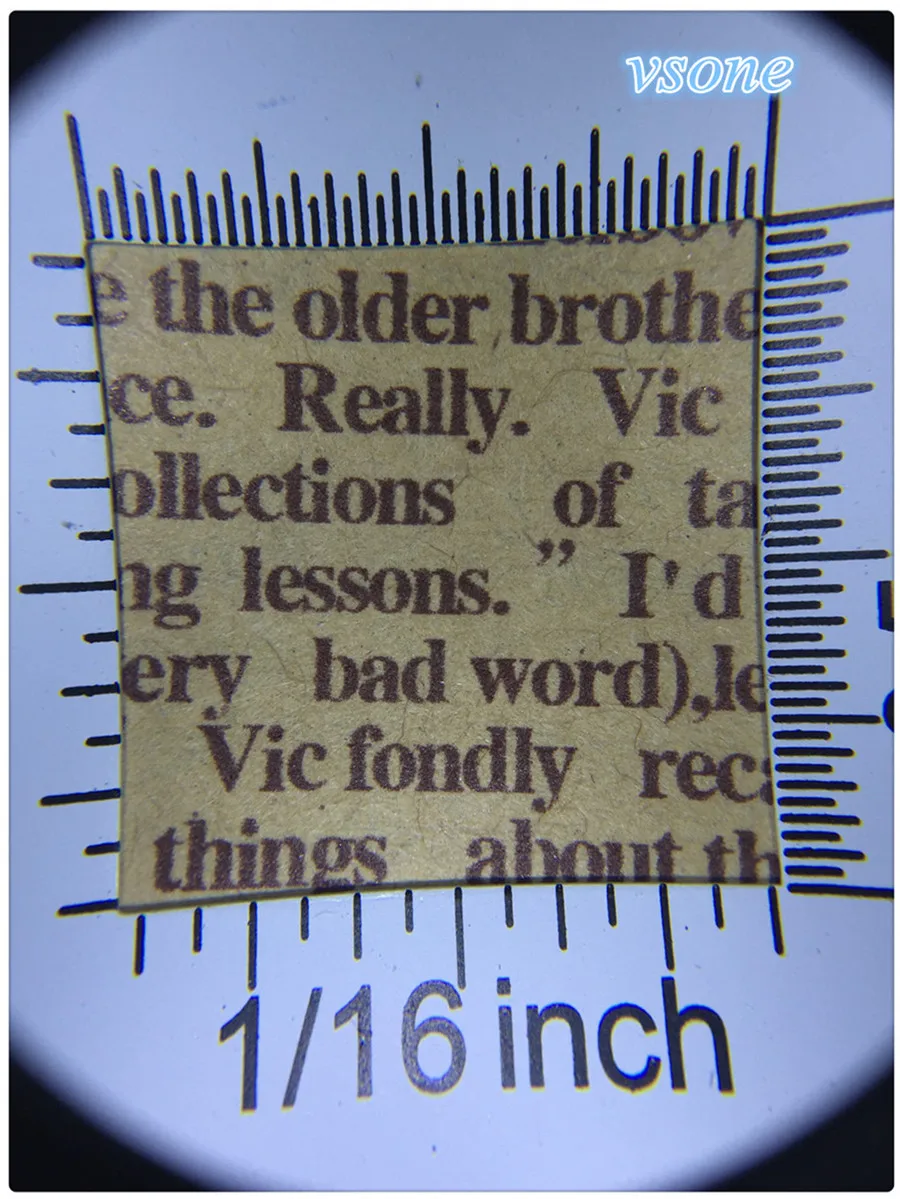 vsone
e the older brothe
ce. Really. Vic
ollections of ta
ng lessons.” I'd
ery bad word),le
Vic fondly rec
things about th
1/16 inch